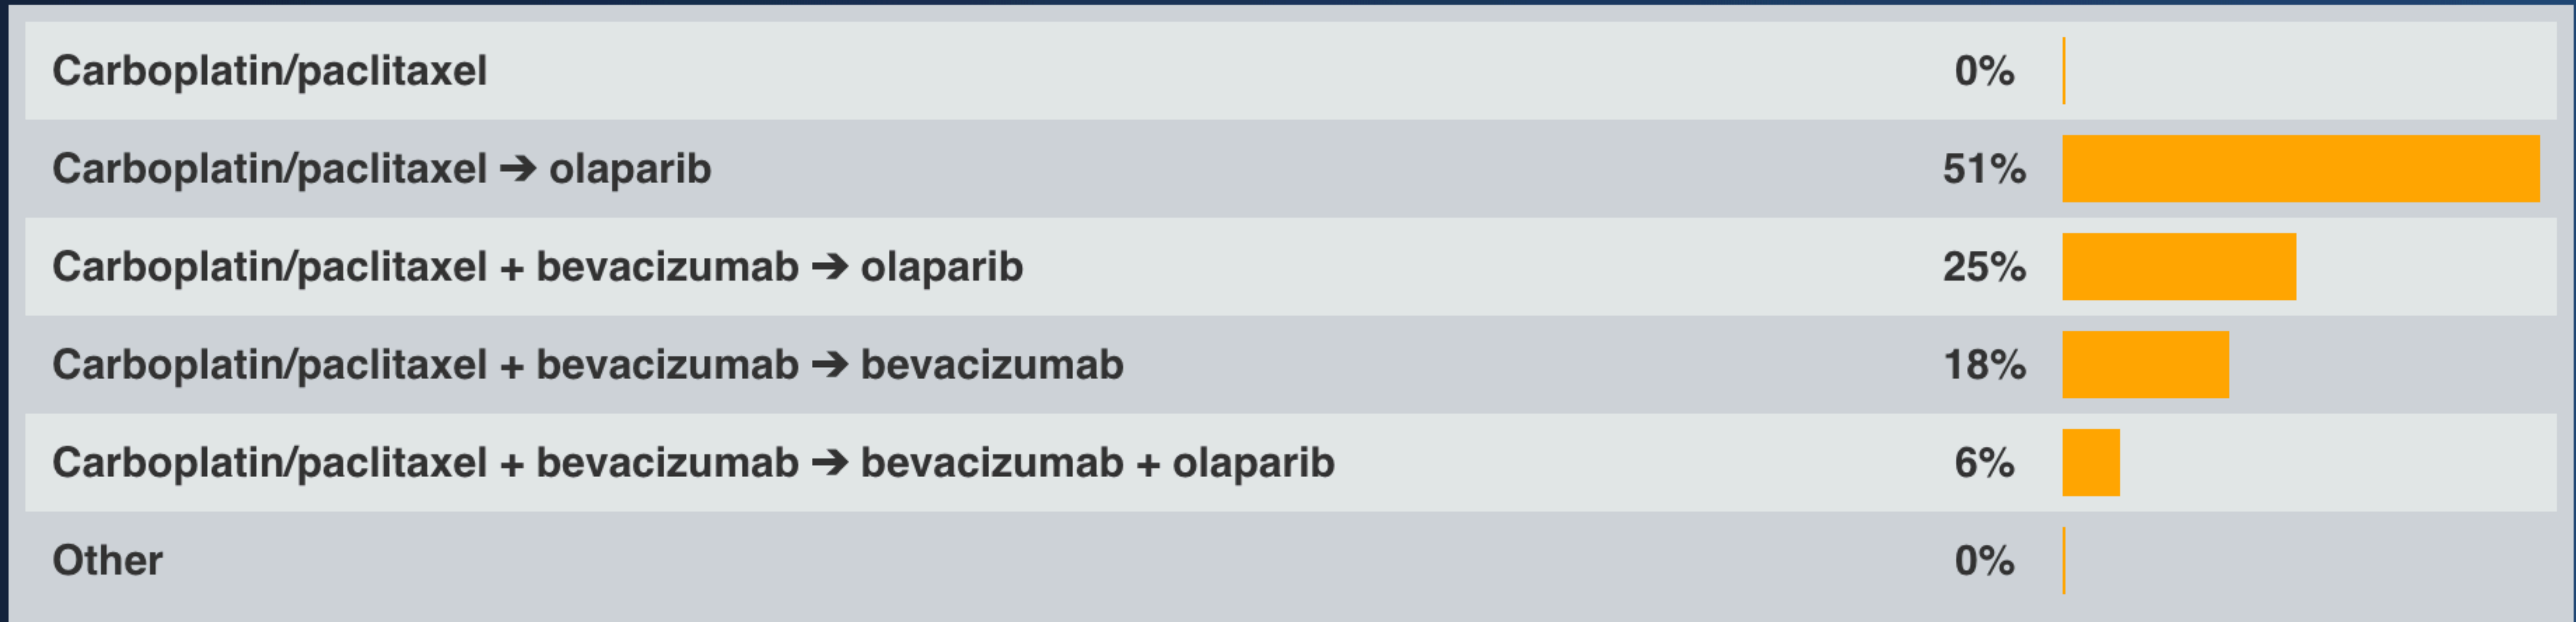 Carboplatin/paclitaxel 0%
Carboplatin/paclitaxel ➔ olaparib 51%
Carboplatin/paclitaxel + bevacizumab ➔ olaparib 25%
Carboplatin/paclitaxel + bevacizumab ➔ bevacizumab 18%
Carboplatin/paclitaxel + bevacizumab ➔ bevacizumab + olaparib 6%
Other 0%